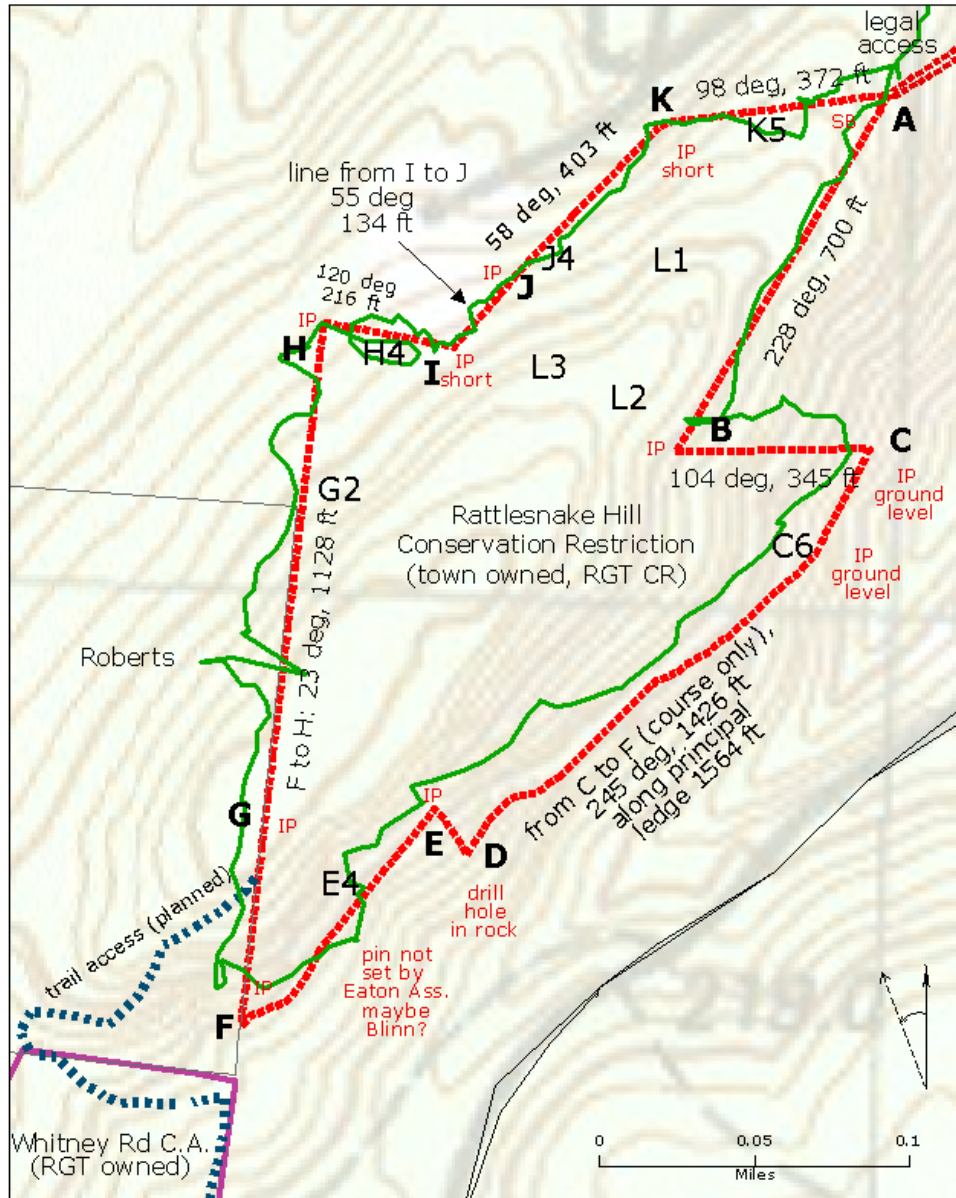 legal
access
98 deg, 372 ft
K
A
K5
SB
IP
short
line from I to J
55 deg
134 ft
58 deg, 403 ft
J4
L1
IP
J
120 deg
216 ft
IP
H
H4
I
IP
short
L3
L2
228 deg, 700 ft
B
IP
C
104 deg, 345 ft
IP
ground
level
G2
Rattlesnake Hill
Conservation Restriction
(town owned, RGT CR)
C6
IP
ground
level
F to H: 23 deg, 1128 ft
Roberts
from C to F (course only),
245 deg, 1426 ft
along principal
ledge 1564 ft
IP
G
IP
E
D
E4
drill
hole
in rock
trail access (planned)
pin not
set by
Eaton Ass.
maybe
Blinn?
IP
F
Whitney Rd C.A.
(RGT owned)
0
0.05
0.1
Miles